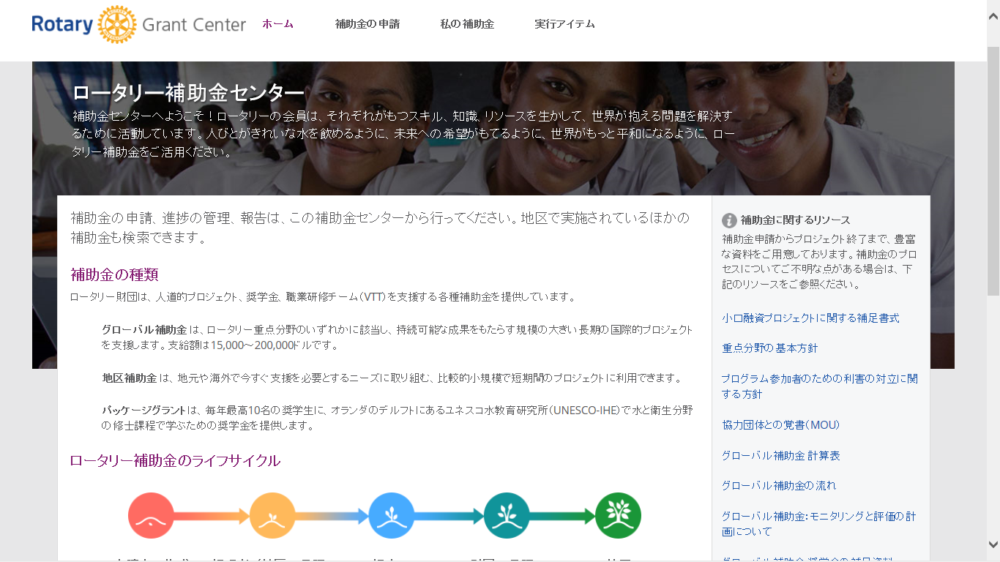 Rotary Grant Center ホーム 補助金の申請 私の補助金 実行アイテム
ロータリー補助金センター
補助金センターへようこそ！ロータリーの会員は、それぞれがもつスキル、知識、リソースを生かして、世界が抱える問題を解決す
るために活動しています。人びとがきれいな水を飲めるように、未来への希望がもてるように、世界がもっと平和になるように、ロー
タリー補助金をご活用ください。
補助金の申請、進捗の管理、報告は、この補助金センターから行ってください。地区で実施されているほかの
補助金も検索できます。
補助金の種類
ロータリー財団は、人道的プロジェクト、奨学金、職業研修チーム（VTT）を支援する各種補助金を提供しています。
グローバル補助金 は、ロータリー重点分野のいずれかに該当し、持続可能な成果をもたらす規模の大きい長期の国際的プロジェクト
を支援します。支給額は15,000～200,000ドルです。
地区補助金 は、地元や海外で今すぐ支援を必要とするニーズに取り組む、比較的小規模で短期間のプロジェクトに利用できます。
パッケージグラントは、毎年最高10名の奨学生に、オランダのデルフトにあるユネスコ水教育研究所（UNESCO-IHE）で水と衛生分野
の修士課程で学ぶための奨学金を提供します。
ロータリー補助金のライフサイクル
補助金に関するリソース
補助金申請からプロジェクト終了まで、豊富
な資料をご用意しております。補助金のプロ
セスについてご不明な点がある場合は、下
記のリソースをご参照ください。
小口融資プロジェクトに関する補足書式
重点分野の基本方針
プログラム参加者のための利害の対立に関
する方針
協力団体との覚書（MOU）
グローバル補助金 計算表
グローバル補助金の流れ
グローバル補助金：モニタリングと評価の計
画について